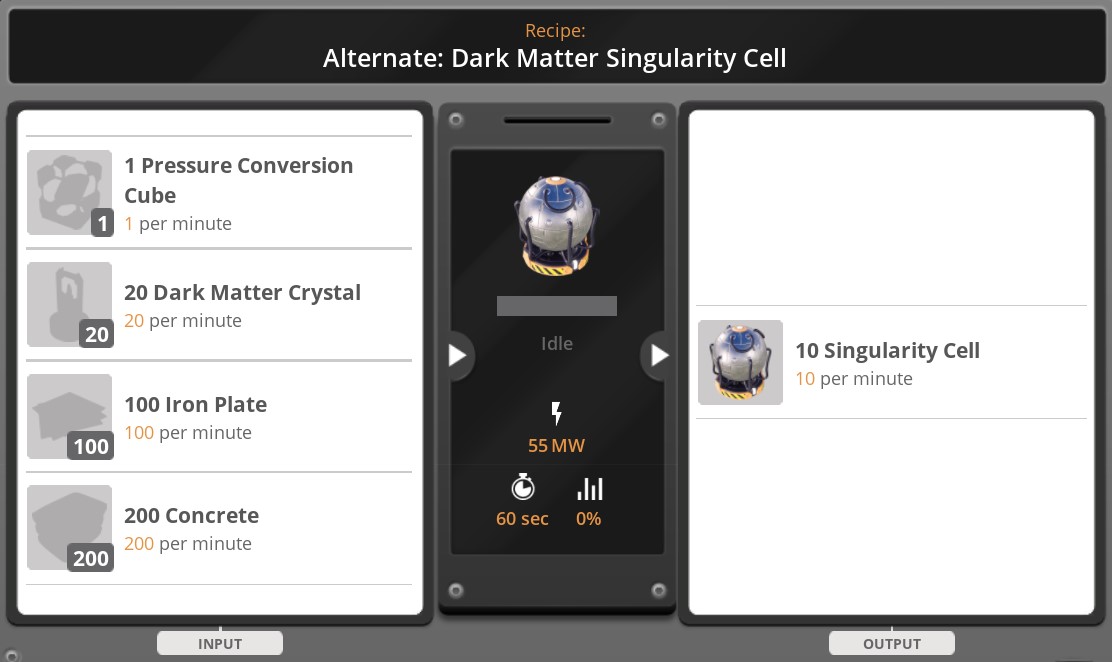 Recipe:
Alternate: Dark Matter Singularity Cell
1 Pressure Conversion
Cube
1 per minute
1
20 Dark Matter Crystal
20 per minute
20
100 Iron Plate
100 per minute
100
200 Concrete
200 per minute
200
INPUT
Idle
55 MW
60 sec
0%
10 Singularity Cell
10 per minute
OUTPUT